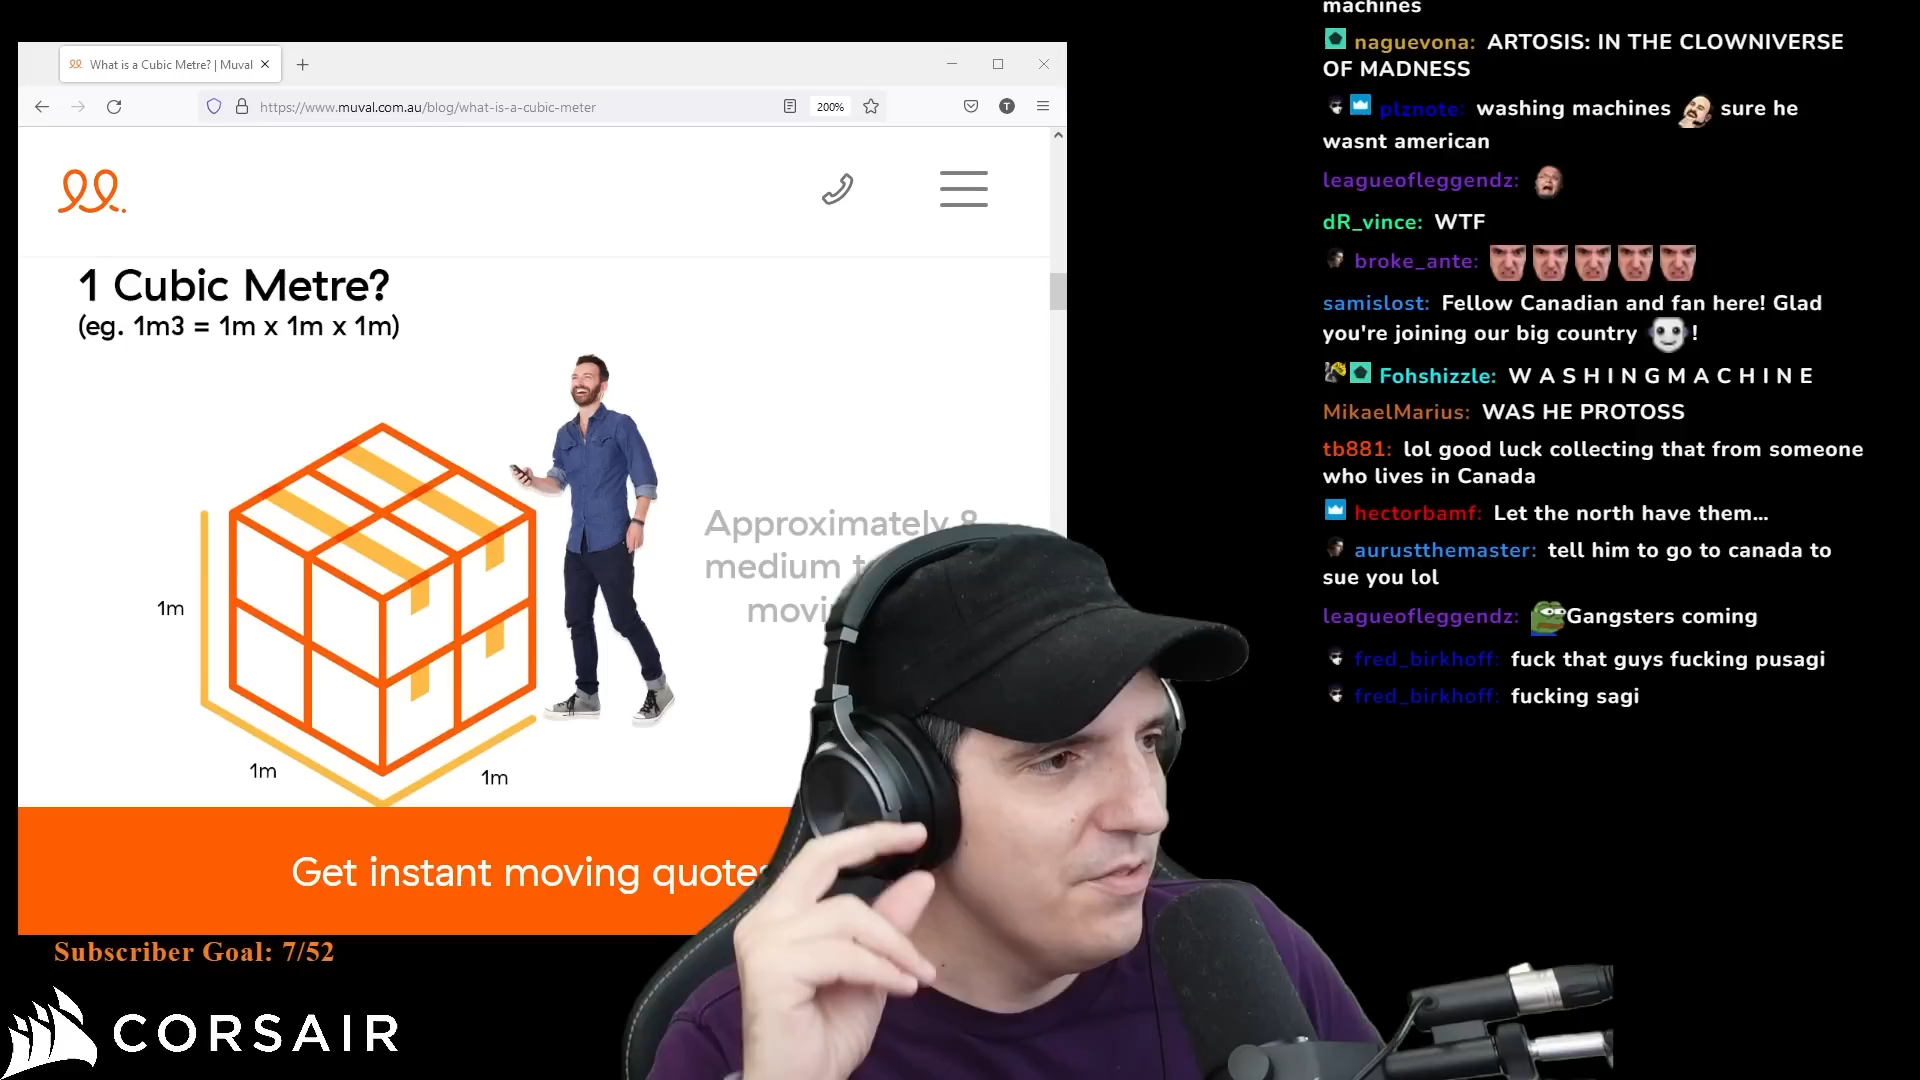 What is a Cubic Metre? | Muval
https://www.muval.com.au/blog/what-is-a-cubic-meter
200%
T
1 Cubic Metre?
(eg. 1m3 = 1m x 1m x 1m)
Approximately 8
medium t
movin
1m
1m
1m
Get instant moving quotes
Subscriber Goal: 7/52
CORSAIR
machines
naguevona: ARTOSIS: IN THE CLOWNIVERSE
OF MADNESS
plznote: washing machines sure he
wasnt american
leagueofleggendz:
dR_vince: WTF
broke_ante:
samislost: Fellow Canadian and fan here! Glad
you're joining our big country !
Fohshizzle: W A S H I N G M A C H I N E
MikaelMarius: WAS HE PROTOSS
tb881: lol good luck collecting that from someone
who lives in Canada
hectorbamf: Let the north have them...
aurustthemaster: tell him to go to canada to
sue you lol
leagueofleggendz: Gangsters coming
fred_birkhoff: fuck that guys fucking pusagi
fred_birkhoff: fucking sagi